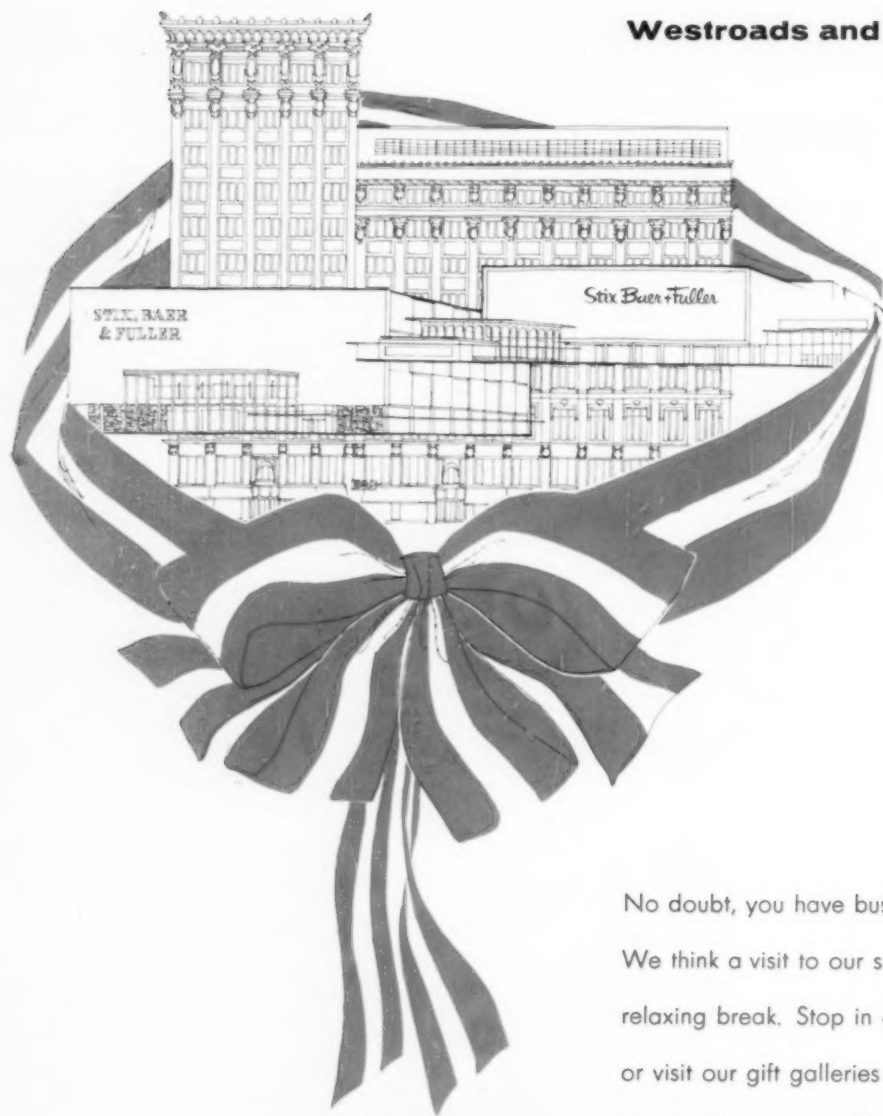 Westroads and
STIX, BAER
& FULLER
Stix Baer + Fuller
No doubt, you have bus
We think a visit to our s
relaxing break. Stop in
or visit our gift galleries